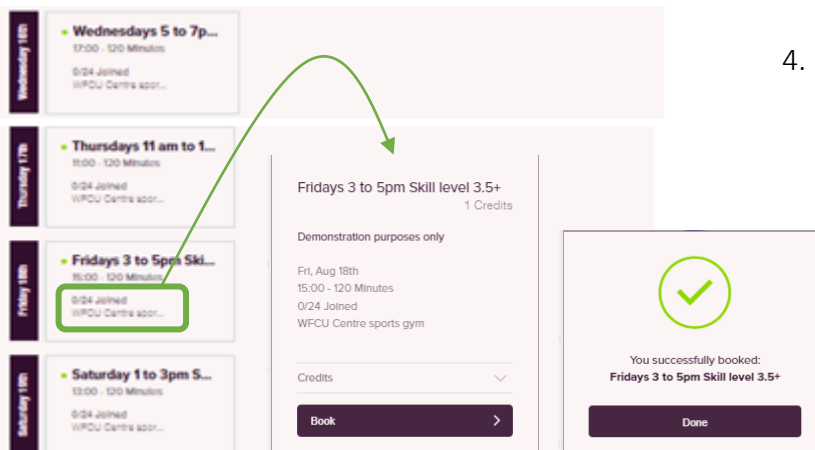 4.
Wednesday 16th
Wednesdays 5 to 7p...
17:00 - 120 Minutes
0/24 Joined
WFCU Centre spor...
Thursday 17th
Thursdays 11 am to 1...
11:00 - 120 Minutes
0/24 Joined
WFCU Centre spor...
Friday 18th
Fridays 3 to 5pm Ski...
15:00 - 120 Minutes
0/24 Joined
WFCU Centre spor...
Saturday 19th
Saturday 1 to 3pm S...
13:00 - 120 Minutes
0/24 Joined
WFCU Centre spor...
Fridays 3 to 5pm Skill level 3.5+
1 Credits
Demonstration purposes only
Fri, Aug 18th
15:00 - 120 Minutes
0/24 Joined
WFCU Centre sports gym
Credits
Book
You successfully booked:
Fridays 3 to 5pm Skill level 3.5+
Done